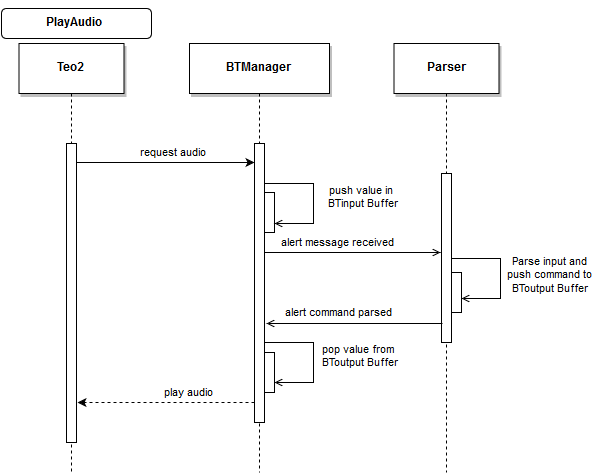 PlayAudio
Teo2
BTManager
Parser
request audio
push value in
BTinput Buffer
alert message received
Parse input and
push command to
BToutput Buffer
alert command parsed
pop value from
BToutput Buffer
play audio